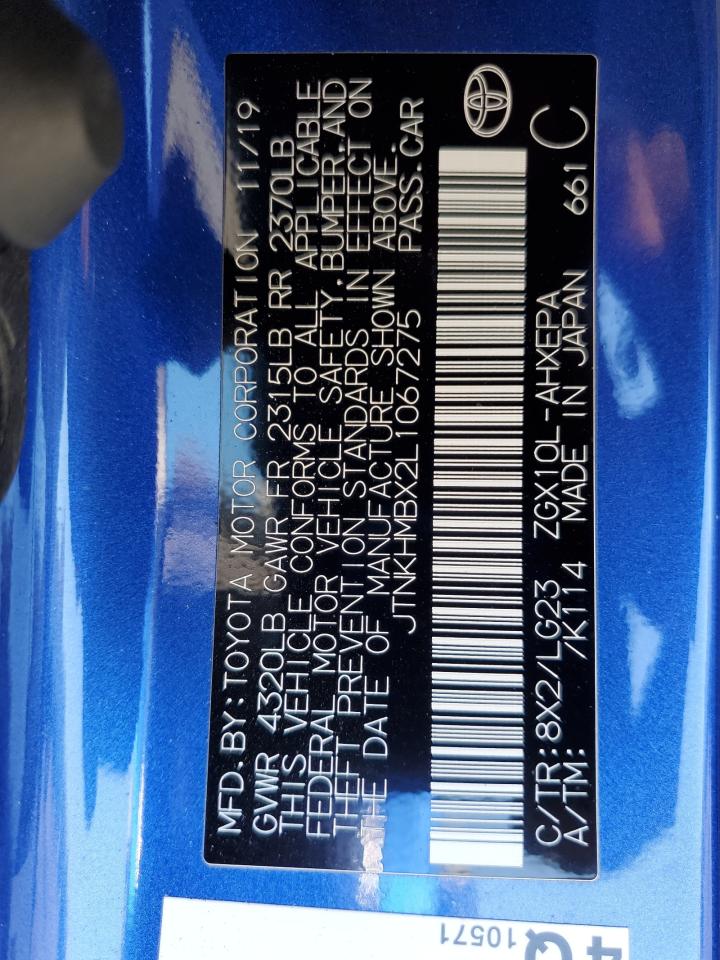 MFD. BY: TOYOTA MOTOR CORPORATION 11/19
GVWR 4320LB GAWR FR 2315LB RR 2370LB
THIS VEHICLE CONFORMS TO ALL APPLICABLE
FEDERAL MOTOR VEHICLE SAFETY, BUMPER, AND
THEFT PREVENTION STANDARDS IN EFFECT ON
THE DATE OF MANUFACTURE SHOWN ABOVE.
JTNKHMBX2L1067275 PASS. CAR
C/TR: 8X2/LG23 ZGX10L-AHXEPA C
A/TM: /K114 MADE IN JAPAN 661
4Q
10571